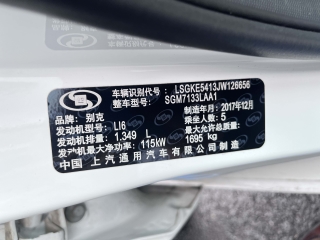 车辆识别代号: LSGKE5413JW126656
整车型号: SGM7133LAA1
品牌: 别克 制造年月: 2017年12月
发动机型号: LI6 乘坐人数: 5
发动机排量: 1.349 L 最大允许总质量:
发动机最大净功率: 115kW 1695 kg
中国 上汽通用汽车有限公司制造